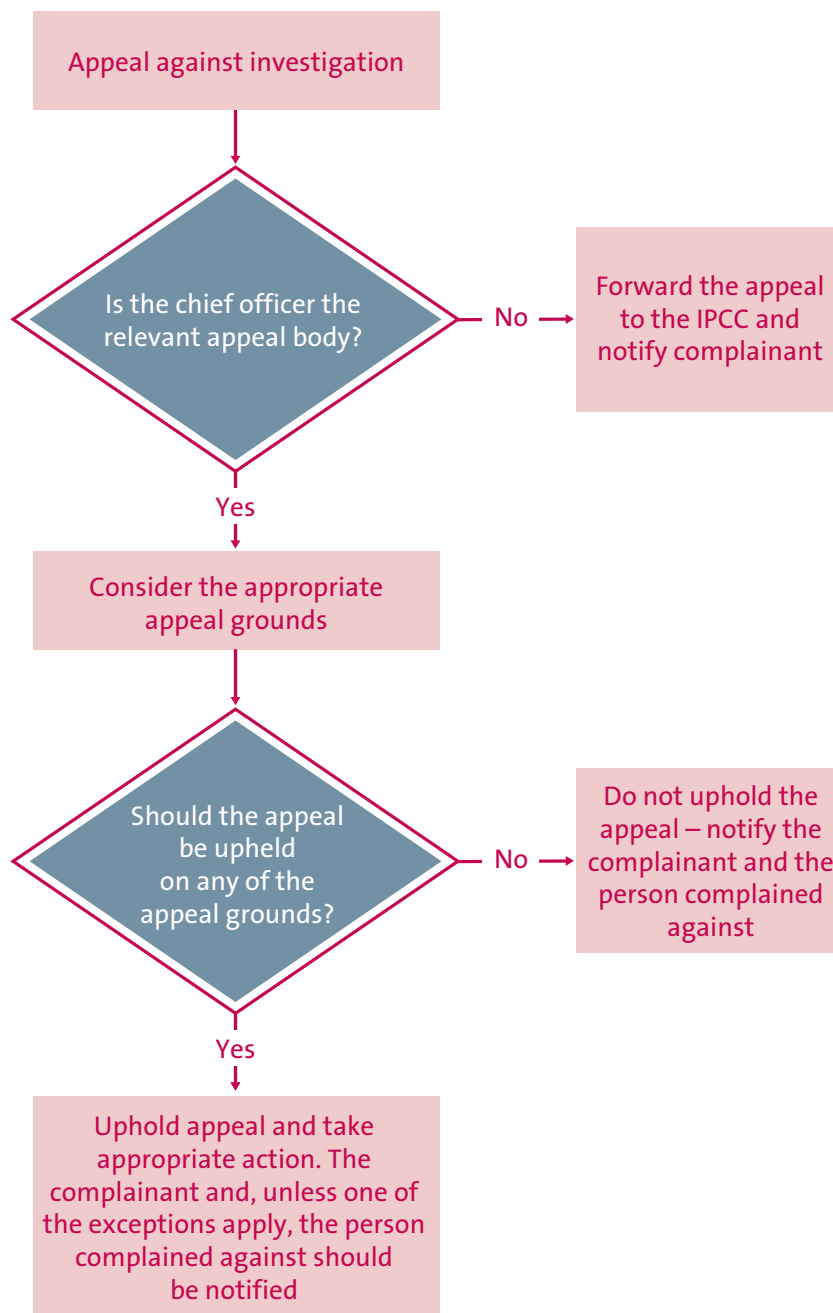 Appeal against investigation
Is the chief officer the
relevant appeal body?
No
Forward the appeal
to the IPCC and
notify complainant
Yes
Consider the appropriate
appeal grounds
Should the appeal
be upheld
on any of the
appeal grounds?
No
Do not uphold the
appeal – notify the
complainant and the
person complained
against
Yes
Uphold appeal and take
appropriate action. The
complainant and, unless one of
the exceptions apply, the person
complained against should
be notified